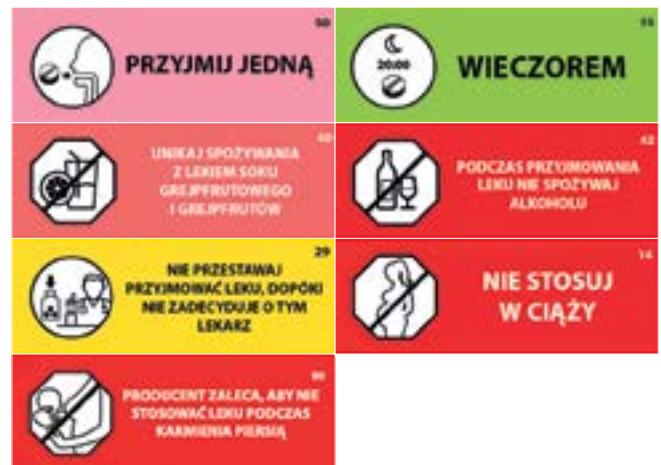 PRZYJMIJ JEDNĄ
20:00
WIECZOREM
UNIKAJ SPOŻYWANIA
Z LEKIEM SOKU
GREJPFRUTOWEGO
I GREJPFRUTÓW
42
PODCZAS PRZYJMOWANIA
LEKU NIE SPOŻYWAJ
ALKOHOLU
29
NIE PRZESTAWAJ
PRZYJMOWAĆ LEKU, DOPÓKI
NIE ZADECYDUJE O TYM
LEKARZ
14
NIE STOSUJ
W CIĄŻY
PRODUCENT ZALECA, ABY NIE
STOSOWAĆ LEKU PODCZAS
KARMIENIA PIERSIĄ